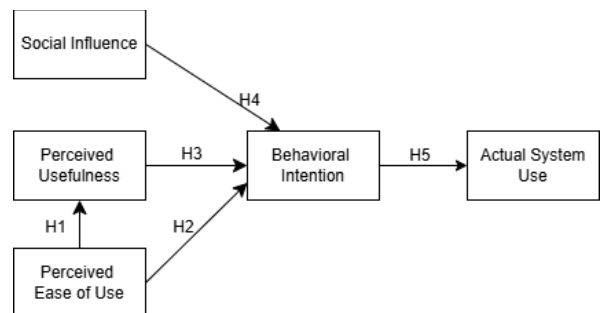 Social Influence
H4
Perceived
Usefulness
H3
Behavioral
Intention
H5
Actual System
Use
H1
H2
Perceived
Ease of Use